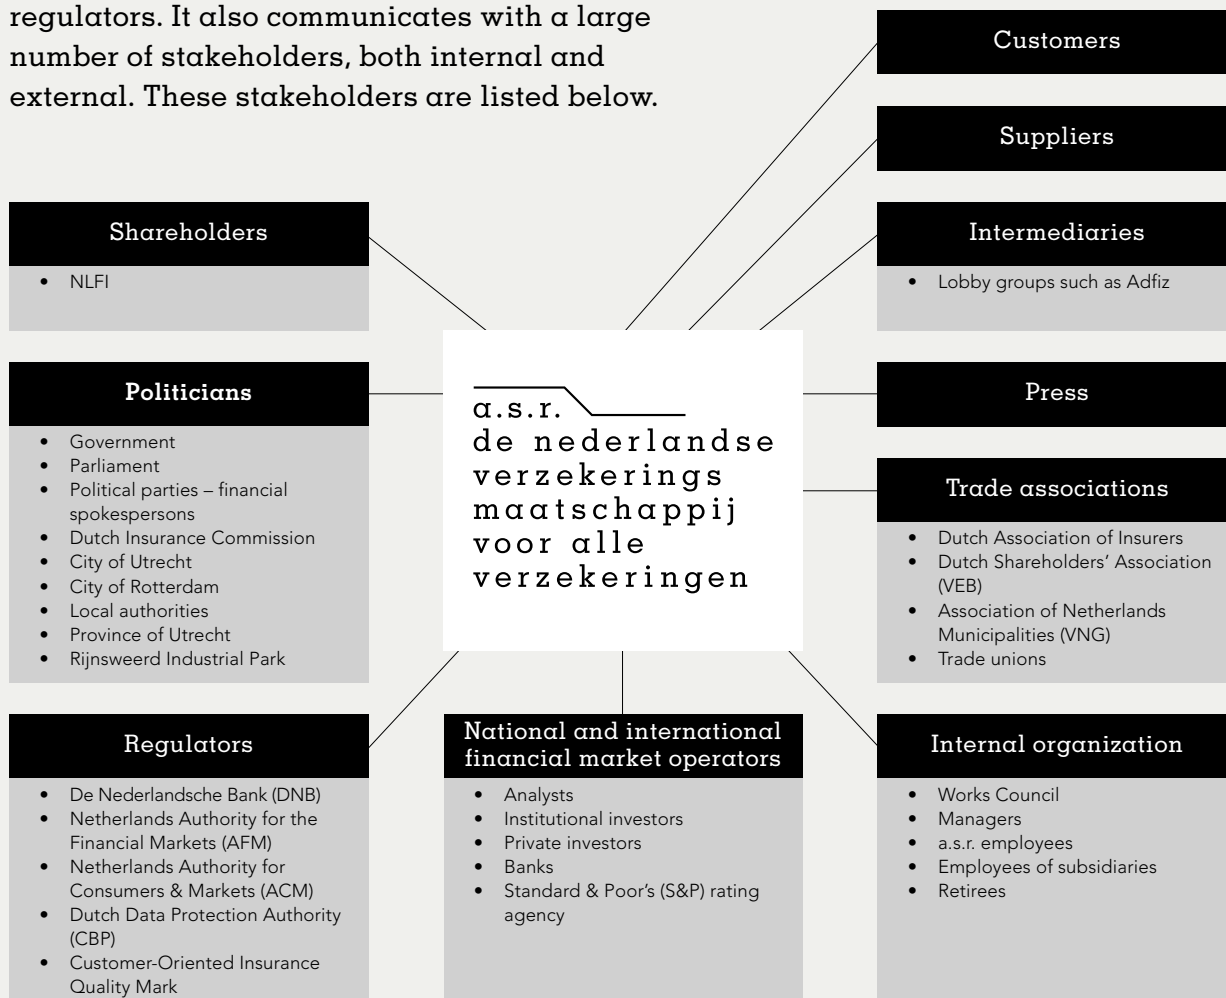 regulators. It also communicates with a large
number of stakeholders, both internal and
external. These stakeholders are listed below.
Customers
Suppliers
Shareholders
• NLFI
Intermediaries
• Lobby groups such as Adfiz
Politicians
• Government
• Parliament
• Political parties – financial
spokespersons
• Dutch Insurance Commission
• City of Utrecht
• City of Rotterdam
• Local authorities
• Province of Utrecht
• Rijnsweerd Industrial Park
a.s.r.
de nederlandse
verzekerings
maatschappij
voor alle
verzekeringen
Press
Trade associations
• Dutch Association of Insurers
• Dutch Shareholders’ Association
(VEB)
• Association of Netherlands
Municipalities (VNG)
• Trade unions
Regulators
• De Nederlandsche Bank (DNB)
• Netherlands Authority for the
Financial Markets (AFM)
• Netherlands Authority for
Consumers & Markets (ACM)
• Dutch Data Protection Authority
(CBP)
• Customer-Oriented Insurance
Quality Mark
National and international
financial market operators
• Analysts
• Institutional investors
• Private investors
• Banks
• Standard & Poor’s (S&P) rating
agency
Internal organization
• Works Council
• Managers
• a.s.r. employees
• Employees of subsidiaries
• Retirees